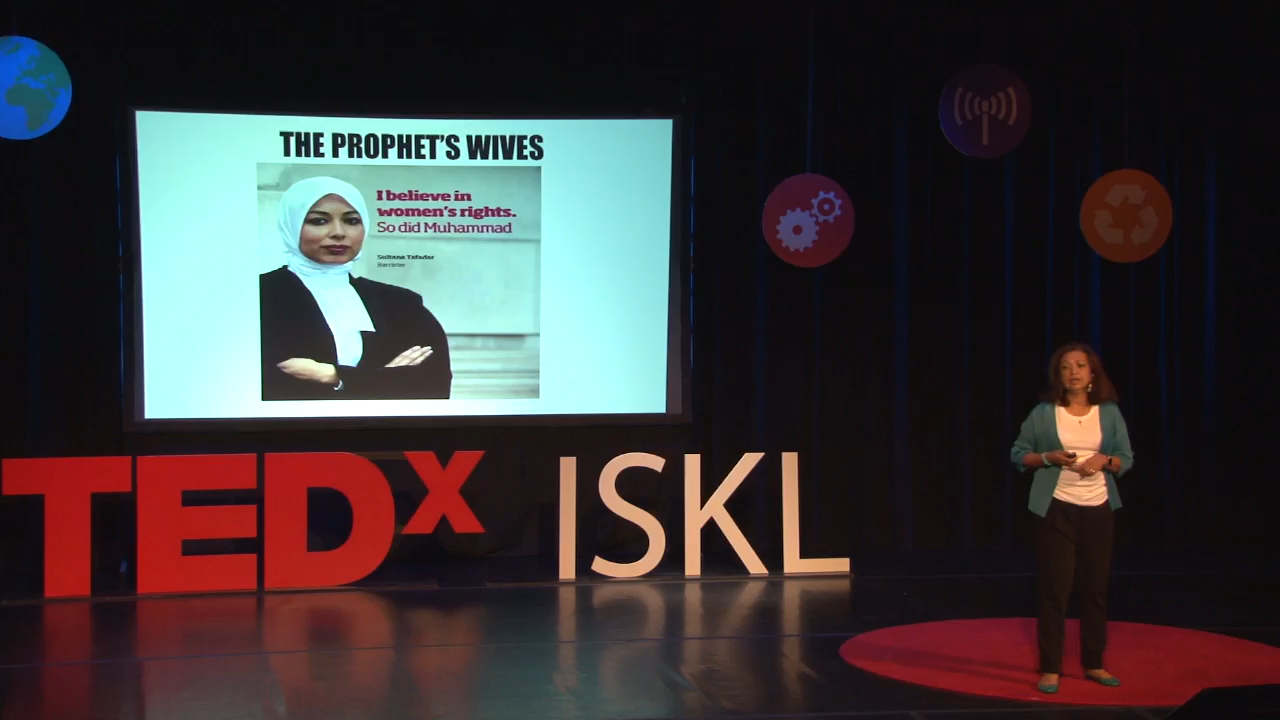 THE PROPHET'S WIVES
I believe in
women's rights.
So did Muhammad
Sultana Tafadar
Barrister
TEDx ISKL